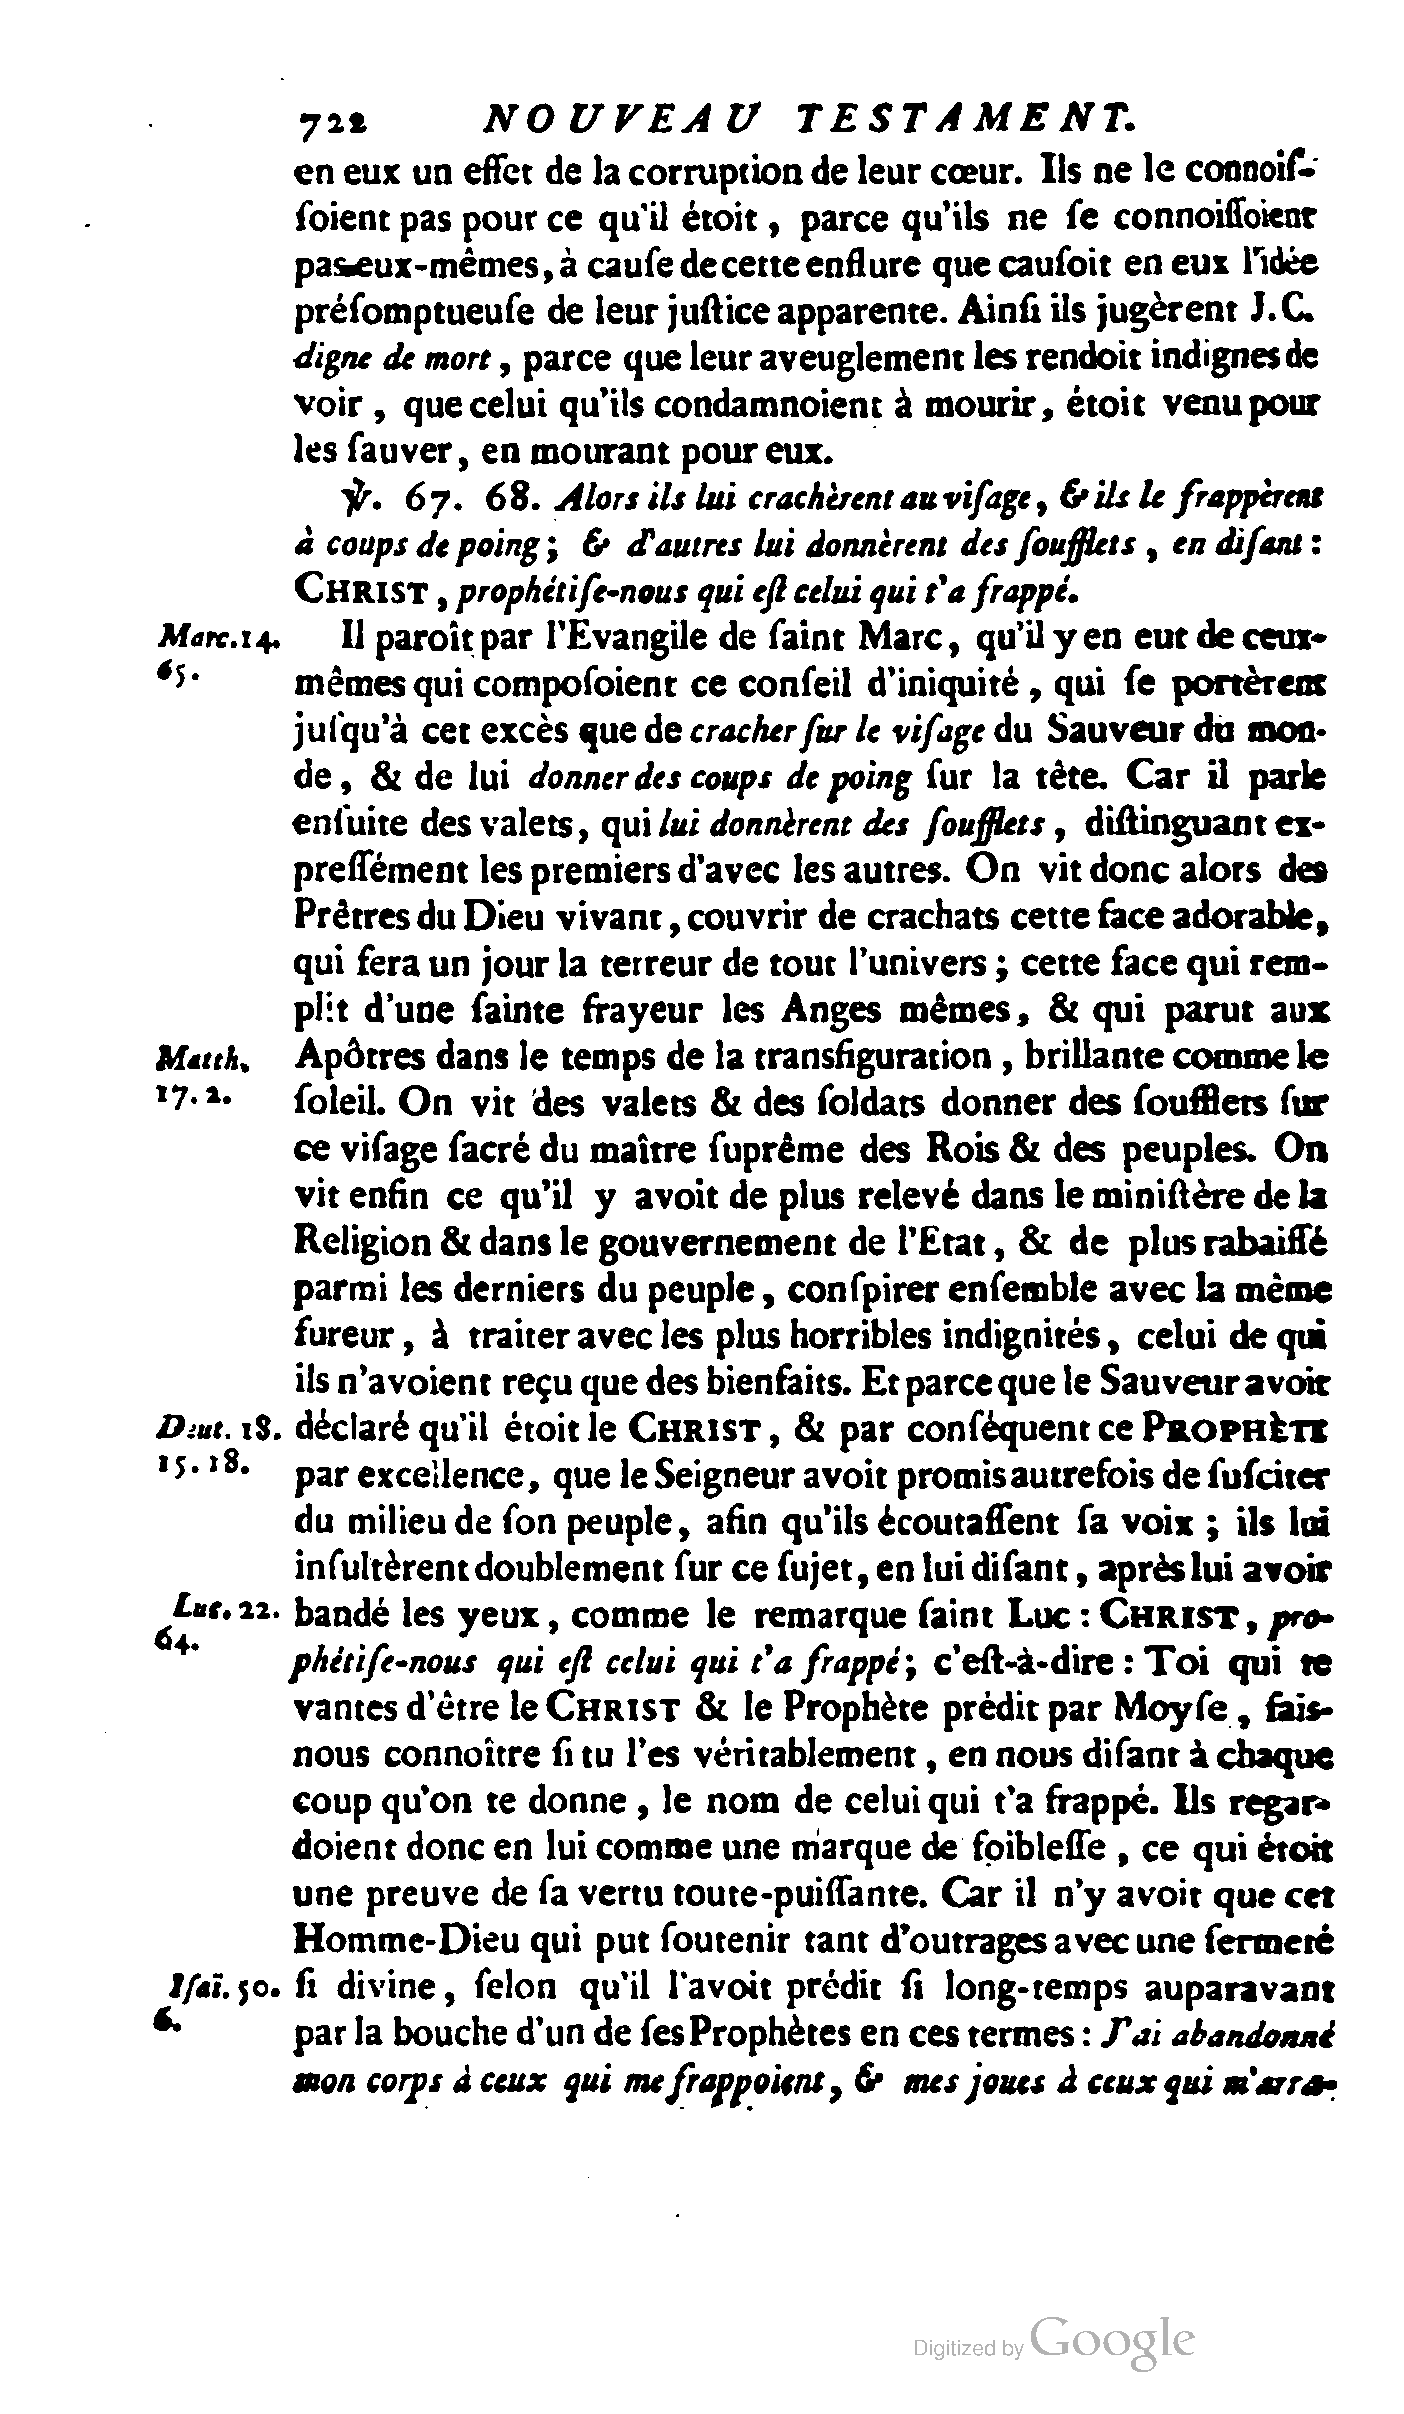 722 NOUVEAU TESTAMENT.
en eux un effet de la corruption de leur cœur. Ils ne le connoiſ-
ſoient pas pour ce qu'il étoit, parce qu'ils ne ſe connoiſſoient
pas eux-mêmes, à cauſe de cette enflure que cauſoit en eux l'idée
préſomptueuſe de leur juſtice apparente. Ainſi ils jugèrent J. C.
digne de mort, parce que leur aveuglement les rendoit indignes de
voir, que celui qu'ils condamnoient à mourir, étoit venu pour
les ſauver, en mourant pour eux.
℣. 67. 68. Alors ils lui crachèrent au viſage, & ils le frappèrent
à coups de poing; & d'autres lui donnèrent des ſoufflets, en diſant:
CHRIST, prophétiſe-nous qui eſt celui qui t'a frappé.
Marc. 14. Il paroît par l'Evangile de ſaint Marc, qu'il y en eut de ceux-
65. mêmes qui compoſoient ce conſeil d'iniquité, qui ſe portèrent
juſqu'à cet excès que de cracher ſur le viſage du Sauveur du mon-
de, & de lui donner des coups de poing ſur la tête. Car il parle
enſuite des valets, qui lui donnèrent des ſoufflets, diſtinguant ex-
preſſément les premiers d'avec les autres. On vit donc alors des
Prêtres du Dieu vivant, couvrir de crachats cette face adorable,
qui fera un jour la terreur de tout l'univers; cette face qui rem-
plit d'une ſainte frayeur les Anges mêmes, & qui parut aux
Matth. Apôtres dans le temps de la transfiguration, brillante comme le
17. 2. ſoleil. On vit des valets & des ſoldats donner des ſoufflets ſur
ce viſage ſacré du maître ſuprême des Rois & des peuples. On
vit enfin ce qu'il y avoit de plus relevé dans le miniſtère de la
Religion & dans le gouvernement de l'Etat, & de plus rabaiſſé
parmi les derniers du peuple, conſpirer enſemble avec la même
fureur, à traiter avec les plus horribles indignités, celui de qui
ils n'avoient reçu que des bienfaits. Et parce que le Sauveur avoit
Deut. 18. déclaré qu'il étoit le CHRIST, & par conſéquent ce PROPHÈTE
15. 18. par excellence, que le Seigneur avoit promis autrefois de ſuſciter
du milieu de ſon peuple, afin qu'ils écoutaſſent ſa voix; ils lui
inſultèrent doublement ſur ce ſujet, en lui diſant, après lui avoir
Luc. 22. bandé les yeux, comme le remarque ſaint Luc: CHRIST, pro-
64. phétiſe-nous qui eſt celui qui t'a frappé; c'eſt-à-dire: Toi qui te
vantes d'être le CHRIST & le Prophète prédit par Moyſe, fais-
nous connoître ſi tu l'es véritablement, en nous diſant à chaque
coup qu'on te donne, le nom de celui qui t'a frappé. Ils regar-
doient donc en lui comme une marque de foibleſſe, ce qui étoit
une preuve de ſa vertu toute-puiſſante. Car il n'y avoit que cet
Homme-Dieu qui put ſoutenir tant d'outrages avec une fermeté
Iſaï. 50. ſi divine, ſelon qu'il l'avoit prédit ſi long-temps auparavant
6. par la bouche d'un de ſes Prophètes en ces termes: J'ai abandonné
mon corps à ceux qui me frappoient, & mes joues à ceux qui m'arra-
Digitized by Google